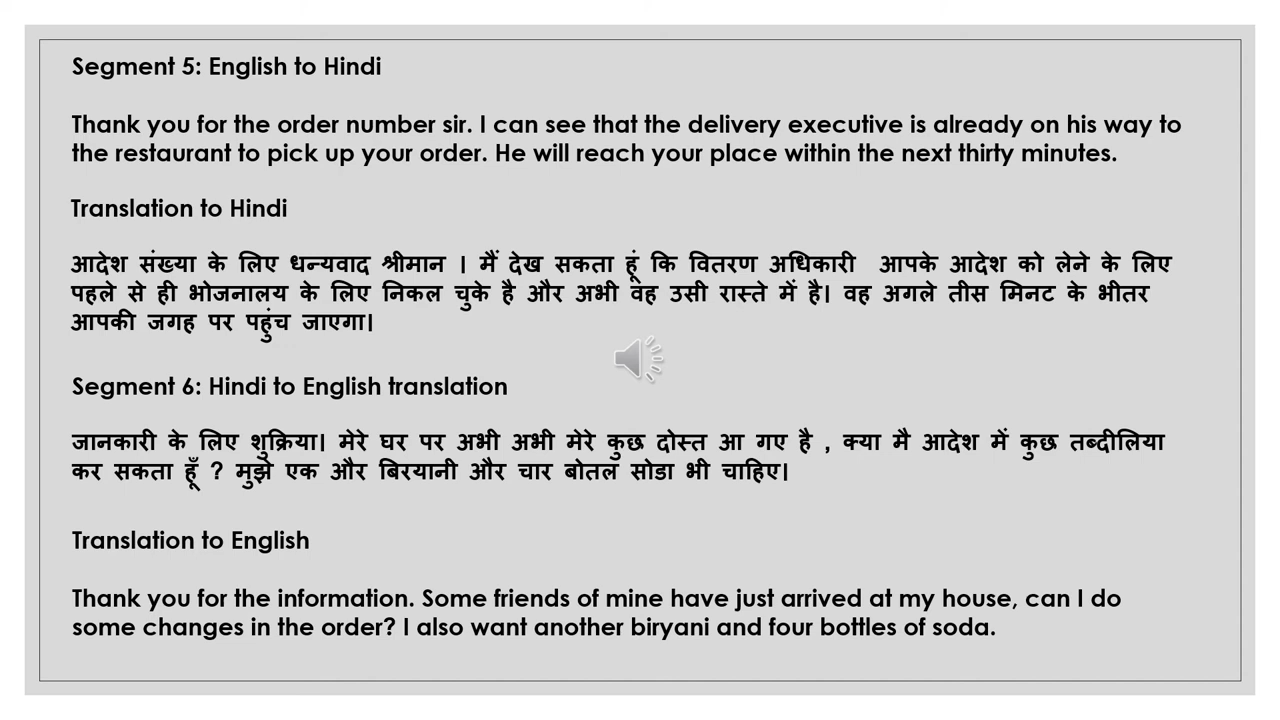 Segment 5: English to Hindi
Thank you for the order number sir. I can see that the delivery executive is already on his way to
the restaurant to pick up your order. He will reach your place within the next thirty minutes.
Translation to Hindi
आदेश संख्या के लिए धन्यवाद श्रीमान । मैं देख सकता हूं कि वितरण अधिकारी आपके आदेश को लेने के लिए
पहले से ही भोजनालय के लिए निकल चुके है और अभी वह उसी रास्ते में है। वह अगले तीस मिनट के भीतर
आपकी जगह पर पहुंच जाएगा।
Segment 6: Hindi to English translation
जानकारी के लिए शुक्रिया। मेरे घर पर अभी अभी मेरे कुछ दोस्त आ गए है , क्या मै आदेश में कुछ तब्दीलिया
कर सकता हूँ ? मुझे एक और बिरयानी और चार बोतल सोडा भी चाहिए।
Translation to English
Thank you for the information. Some friends of mine have just arrived at my house, can I do
some changes in the order? I also want another biryani and four bottles of soda.